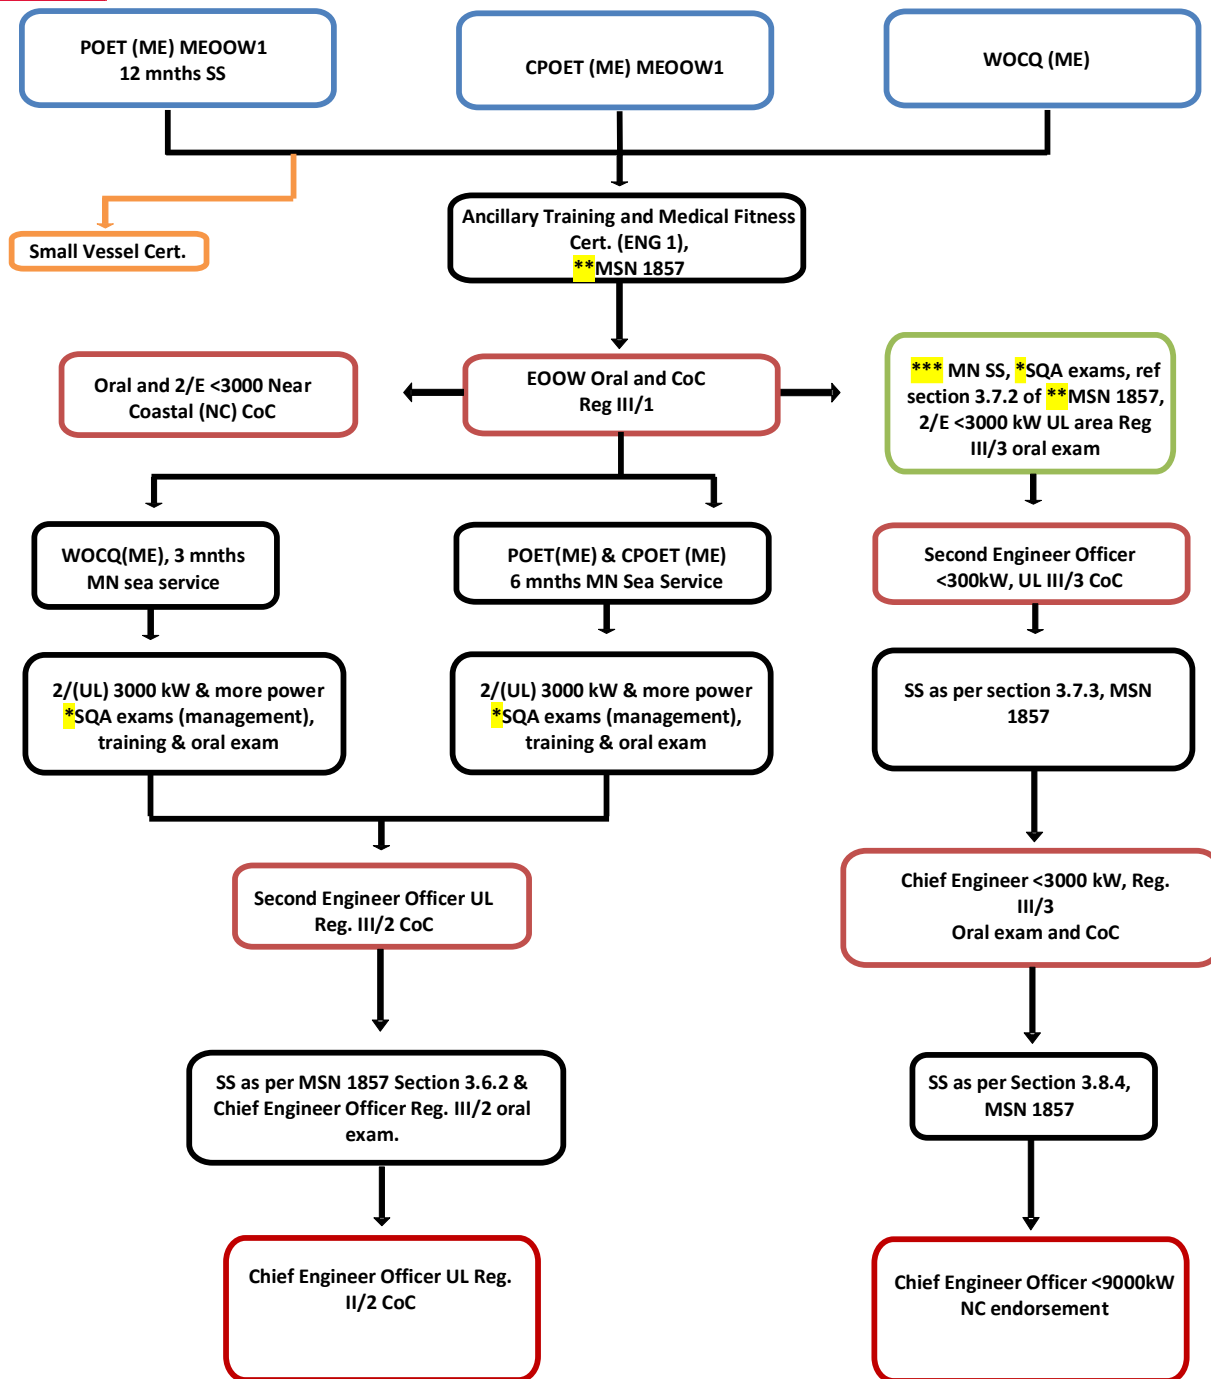 POET (ME) MEOOW1
12 mnths SS
CPOET (ME) MEOOW1
WOCQ (ME)
Small Vessel Cert.
Ancillary Training and Medical Fitness
Cert. (ENG 1),
**MSN 1857
Oral and 2/E <3000 Near
Coastal (NC) CoC
EOOW Oral and CoC
Reg III/1
*** MN SS, *SQA exams, ref
section 3.7.2 of **MSN 1857,
2/E <3000 kW UL area Reg
III/3 oral exam
WOCQ(ME), 3 mnths
MN sea service
POET(ME) & CPOET (ME)
6 mnths MN Sea Service
Second Engineer Officer
<300kW, UL III/3 CoC
2/(UL) 3000 kW & more power
*SQA exams (management),
training & oral exam
2/(UL) 3000 kW & more power
*SQA exams (management),
training & oral exam
SS as per section 3.7.3, MSN
1857
Second Engineer Officer UL
Reg. III/2 CoC
Chief Engineer <3000 kW, Reg.
III/3
Oral exam and CoC
SS as per MSN 1857 Section 3.6.2 &
Chief Engineer Officer Reg. III/2 oral
exam.
SS as per Section 3.8.4,
MSN 1857
Chief Engineer Officer UL Reg.
II/2 CoC
Chief Engineer Officer <9000kW
NC endorsement